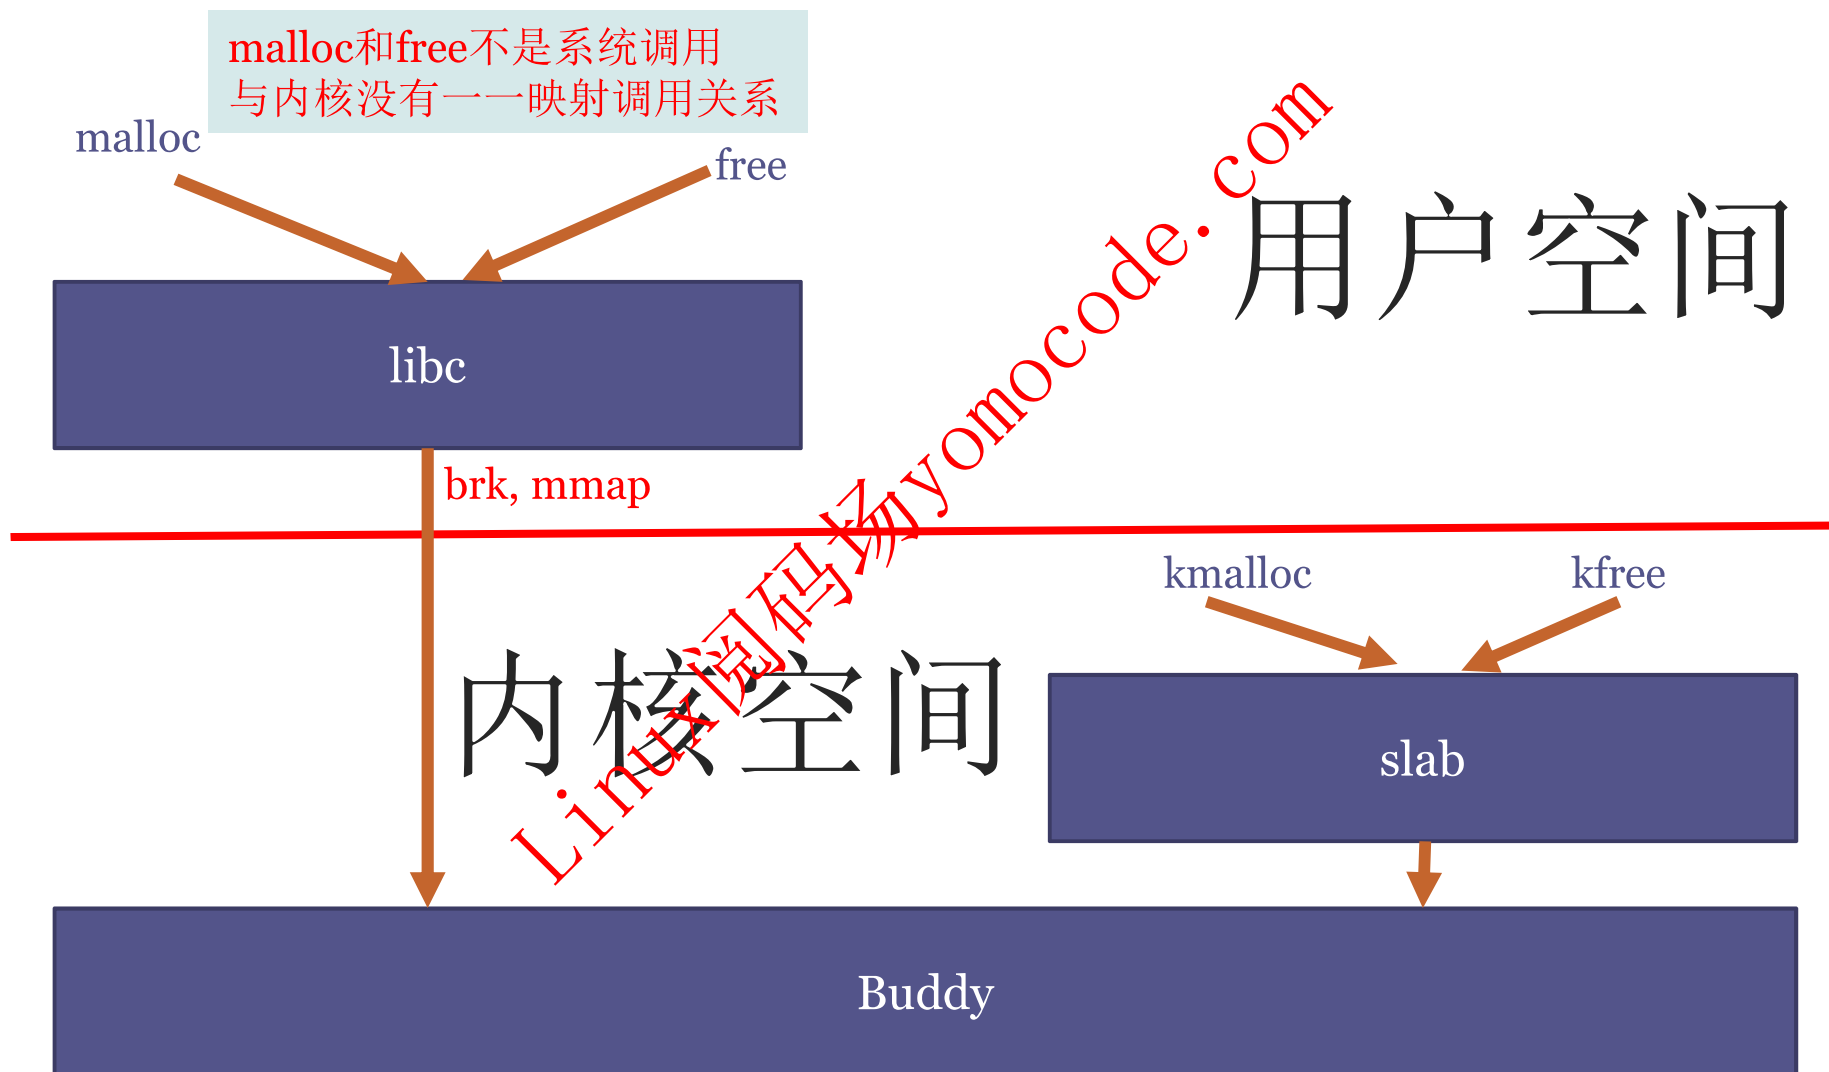 malloc和free不是系统调用
与内核没有一一映射调用关系
malloc
free
用户空间
libc
brk, mmap
Linux阅码场yomocode.com
kmalloc
kfree
内核空间
slab
Buddy